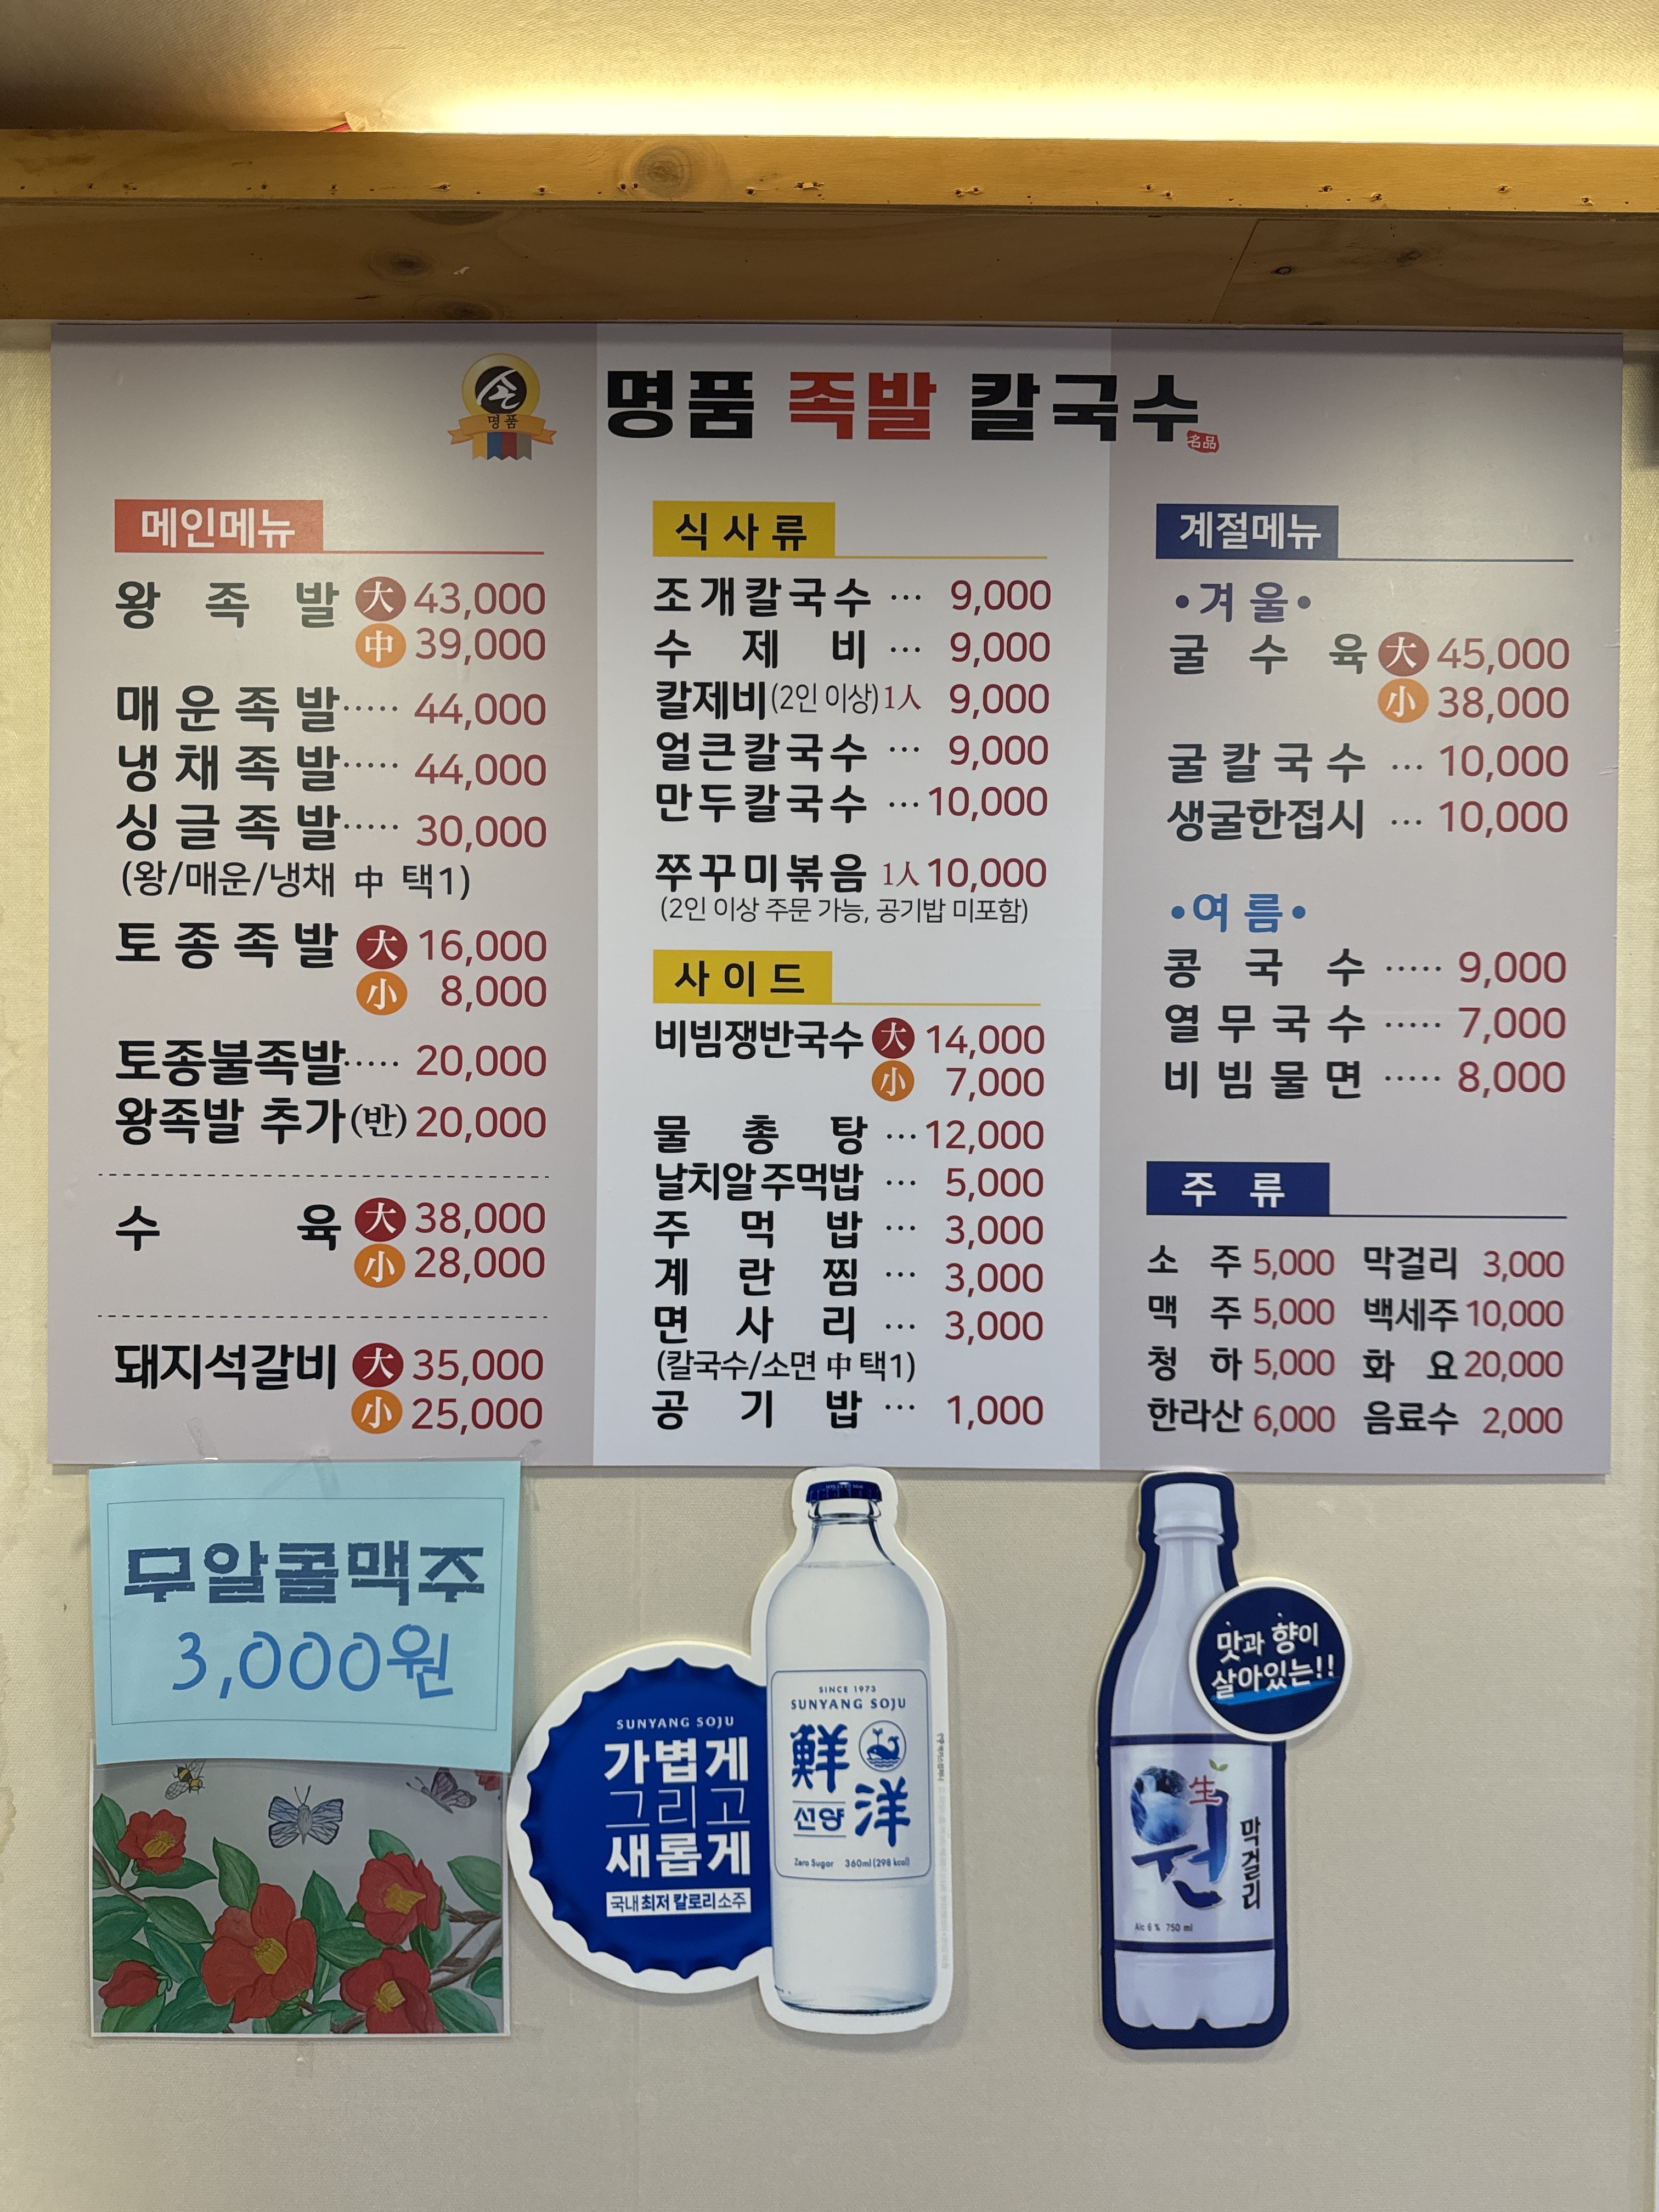 손
명품
명품 족발 칼국수
名品
메인메뉴
왕족발 大 43,000
中 39,000
매운족발 ····· 44,000
냉채족발 ····· 44,000
싱글족발 ····· 30,000
(왕/매운/냉채 中 택1)
토종족발 大 16,000
小 8,000
토종불족발 ····· 20,000
왕족발 추가(반) 20,000
수육 大 38,000
小 28,000
돼지석갈비 大 35,000
小 25,000
식사류
조개칼국수 ··· 9,000
수제비 ··· 9,000
칼제비(2인 이상)1人 9,000
얼큰칼국수 ··· 9,000
만두칼국수 ··· 10,000
쭈꾸미볶음 1人 10,000
(2인 이상 주문 가능, 공기밥 미포함)
사이드
비빔쟁반국수 大 14,000
小 7,000
물총탕 ··· 12,000
날치알주먹밥 ··· 5,000
주먹밥 ··· 3,000
계란찜 ··· 3,000
면사리 ··· 3,000
(칼국수/소면 中 택1)
공기밥 ··· 1,000
계절메뉴
•겨울•
굴수육 大 45,000
小 38,000
굴칼국수 ··· 10,000
생굴한접시 ··· 10,000
•여름•
콩국수 ····· 9,000
열무국수 ····· 7,000
비빔물면 ····· 8,000
주류
소주 5,000 막걸리 3,000
맥주 5,000 백세주 10,000
청하 5,000 화요 20,000
한라산 6,000 음료수 2,000
무알콜맥주
3,000원
SUNYANG SOJU
가볍게
그리고
새롭게
국내 최저 칼로리 소주
SINCE 1973
SUNYANG SOJU
鮮
洋
선양
Zero Sugar 360ml (298 kcal)
맛과 향이
살아있는!!
生
원
막걸리
Alc 6 % 750 ml